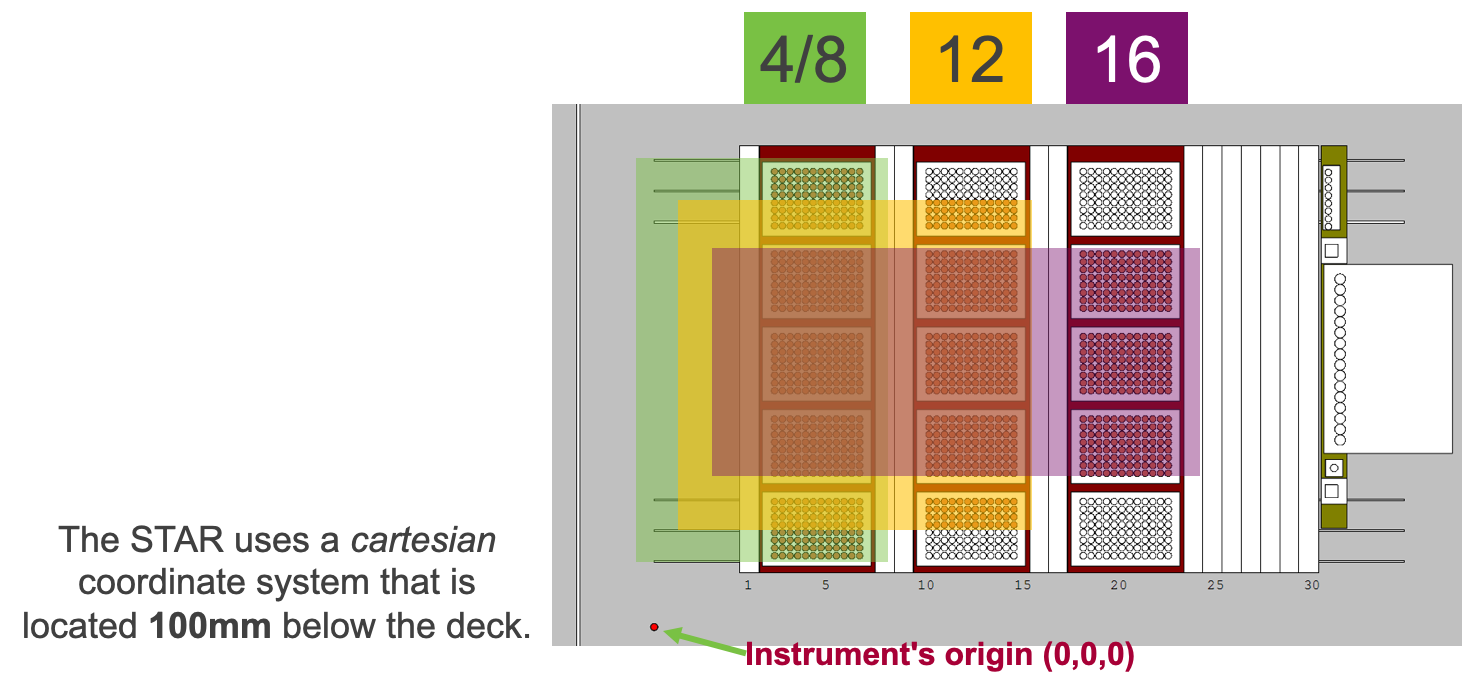 4/8 12 16
The STAR uses a cartesian
coordinate system that is
located 100mm below the deck.
1 5 10 15 20 25 30
Instrument's origin (0,0,0)